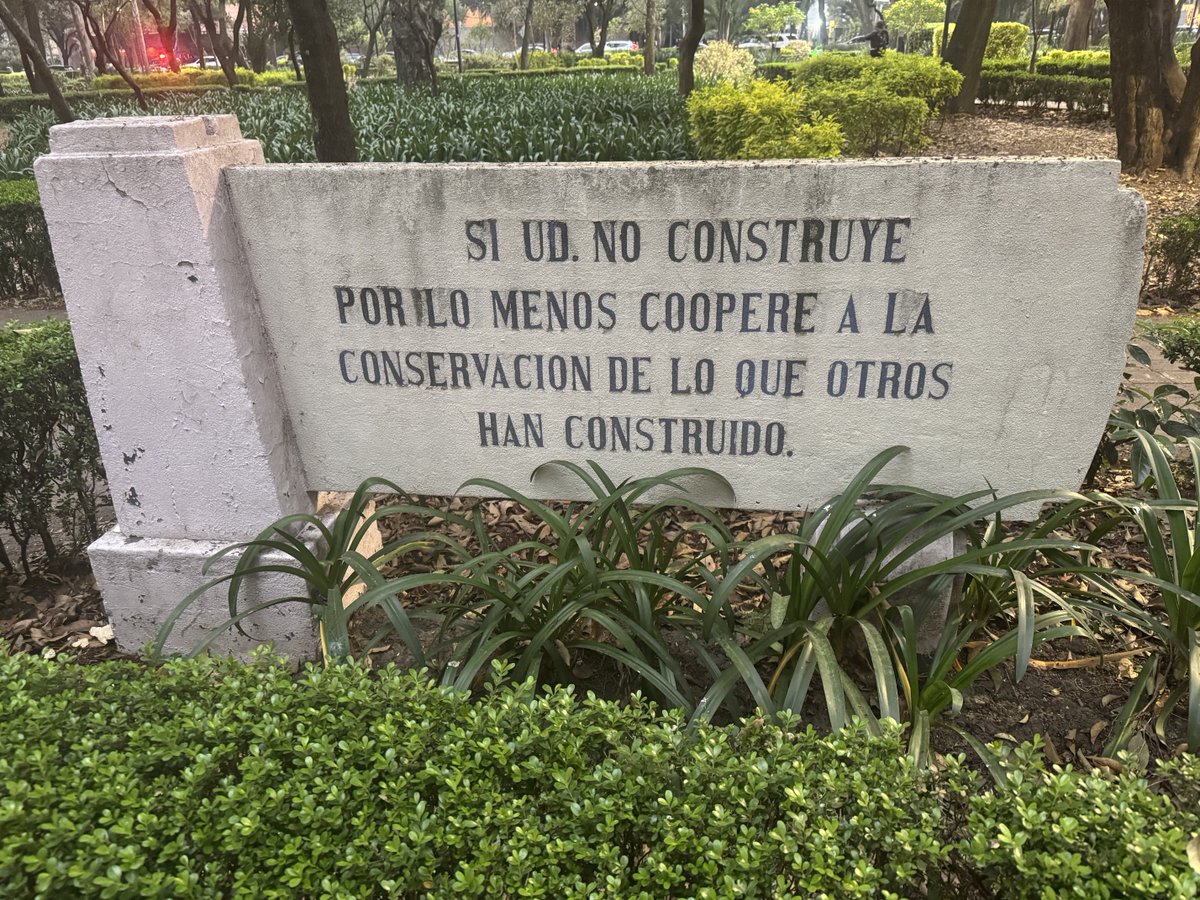 SI UD. NO CONSTRUYE
POR LO MENOS COOPERE A LA
CONSERVACION DE LO QUE OTROS
HAN CONSTRUIDO.